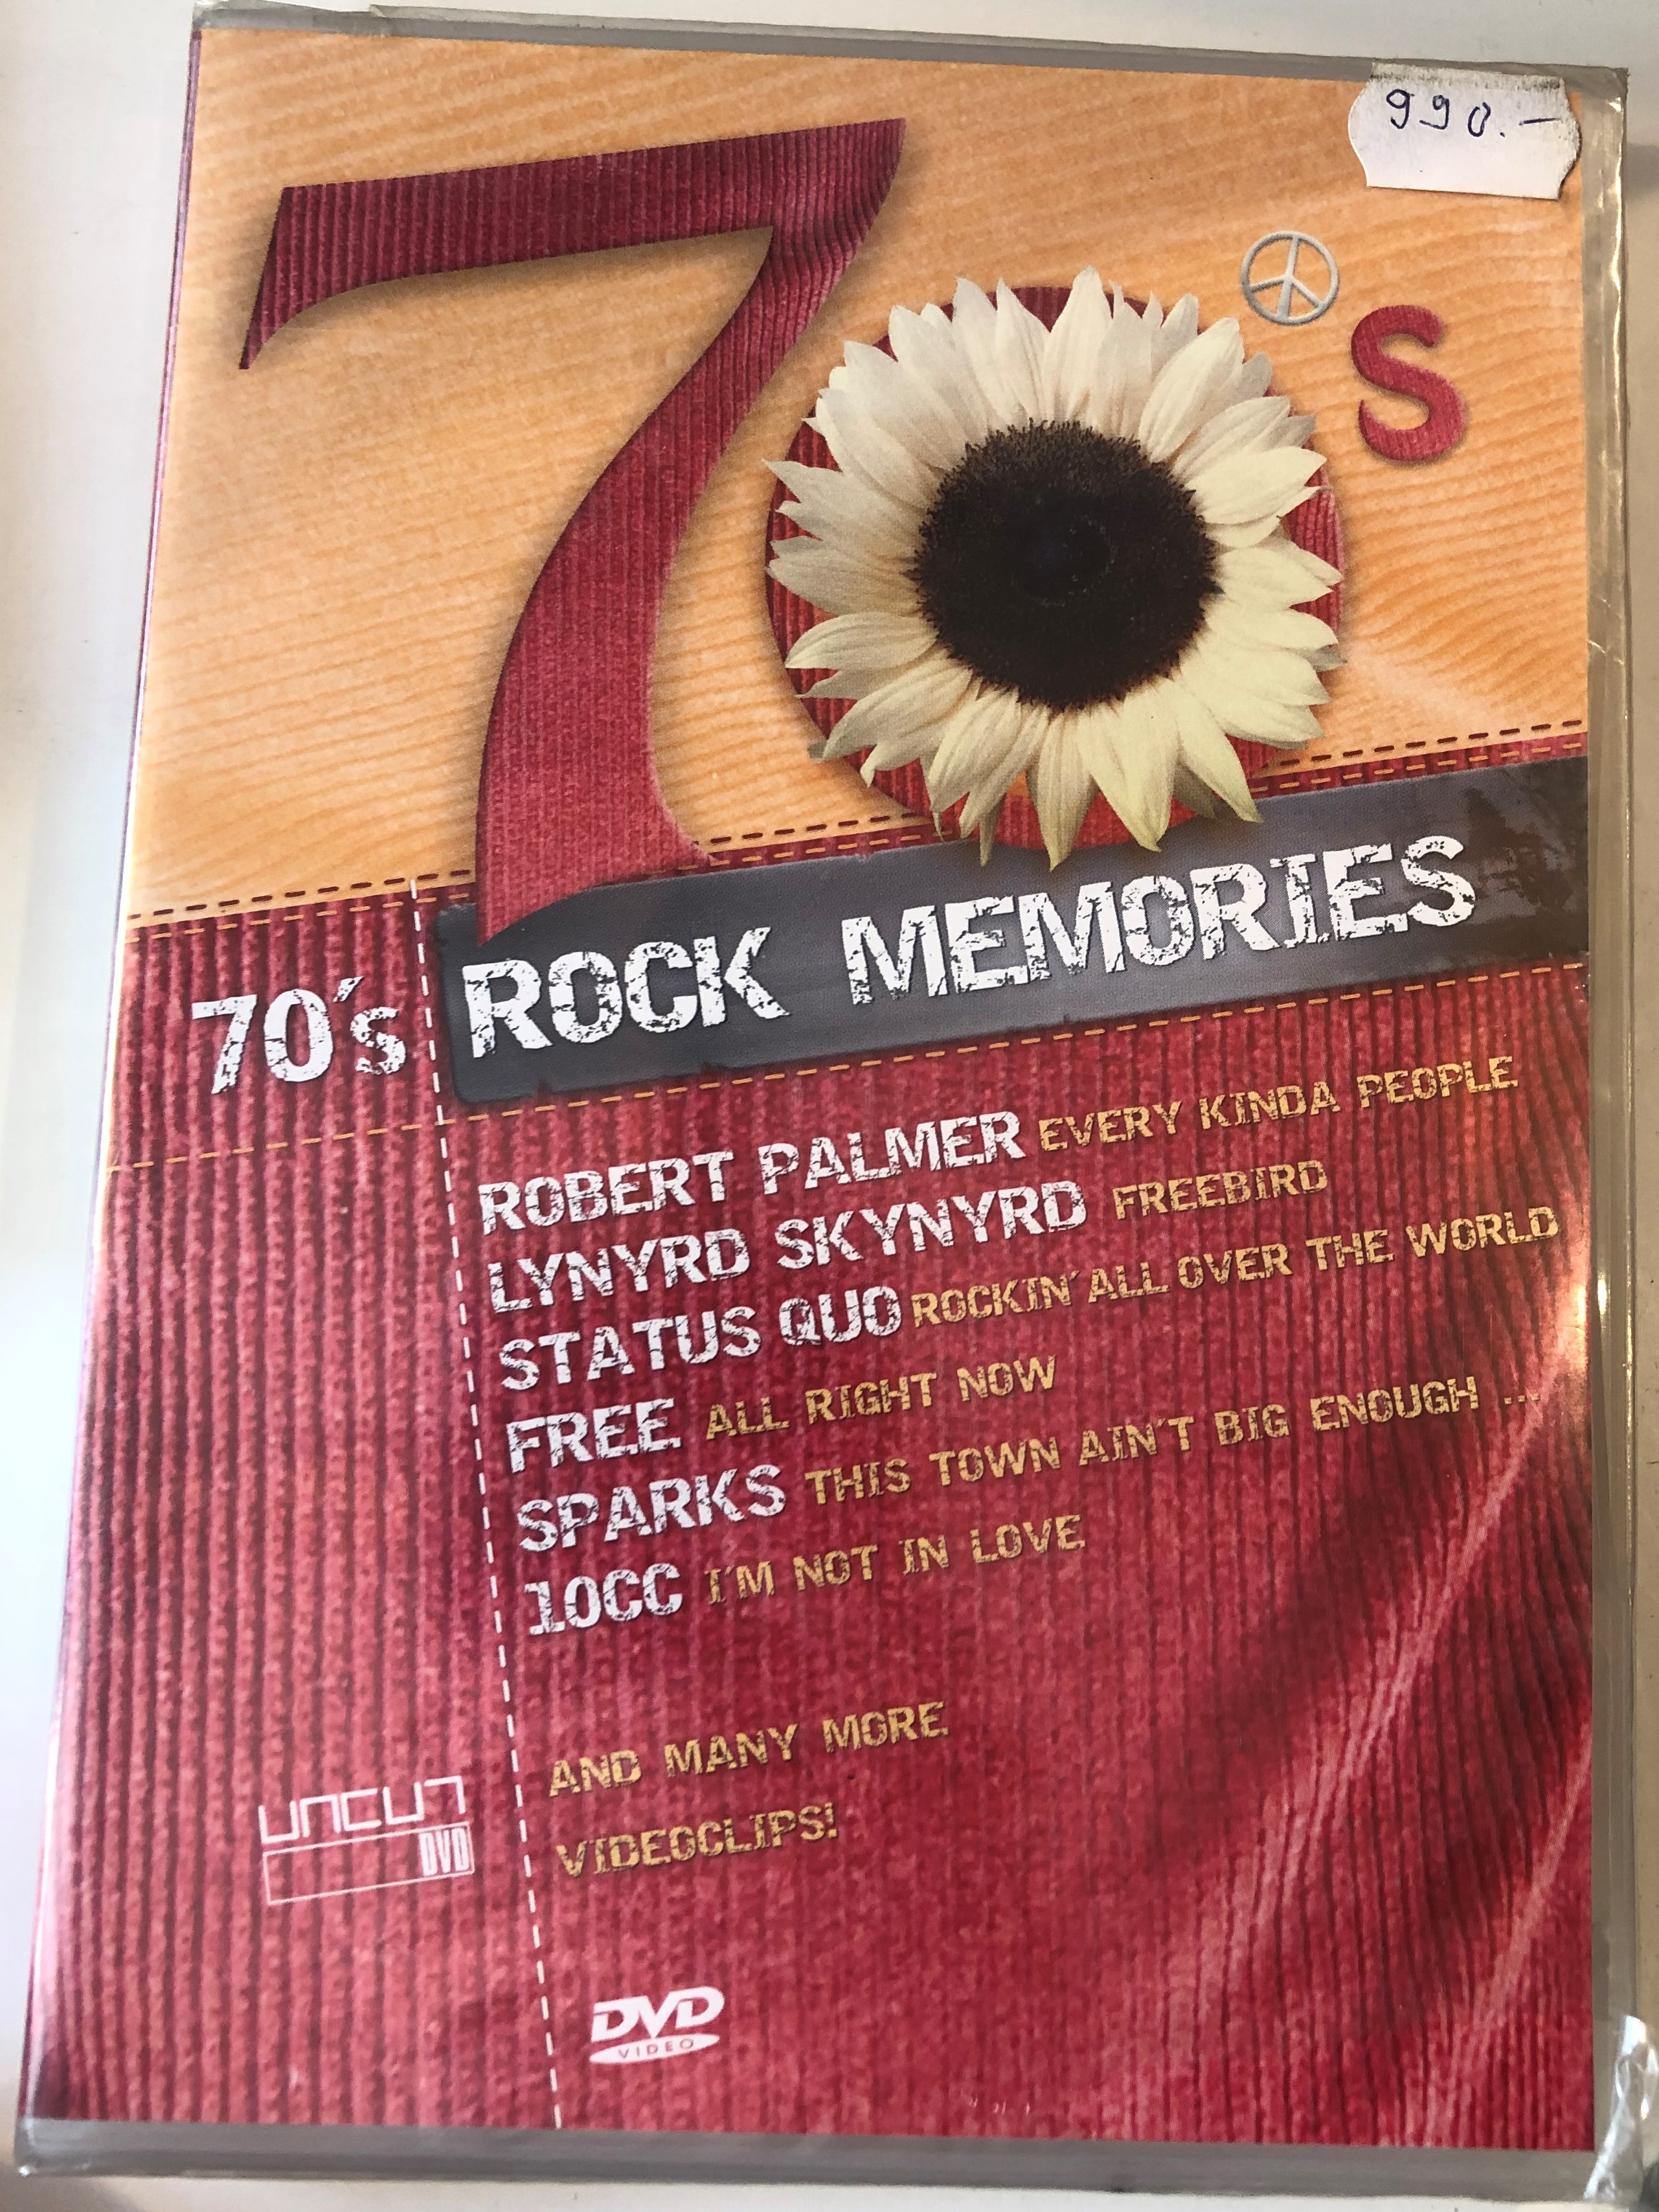 990.-
70's
70's ROCK MEMORIES
ROBERT PALMER EVERY KINDA PEOPLE
LYNYRD SKYNYRD FREEBIRD
STATUS QUO ROCKIN' ALL OVER THE WORLD
FREE ALL RIGHT NOW
SPARKS THIS TOWN AIN'T BIG ENOUGH ...
10CC I'M NOT IN LOVE
AND MANY MORE
VIDEOCLIPS!
UNCUT
DVD
DVD
VIDEO